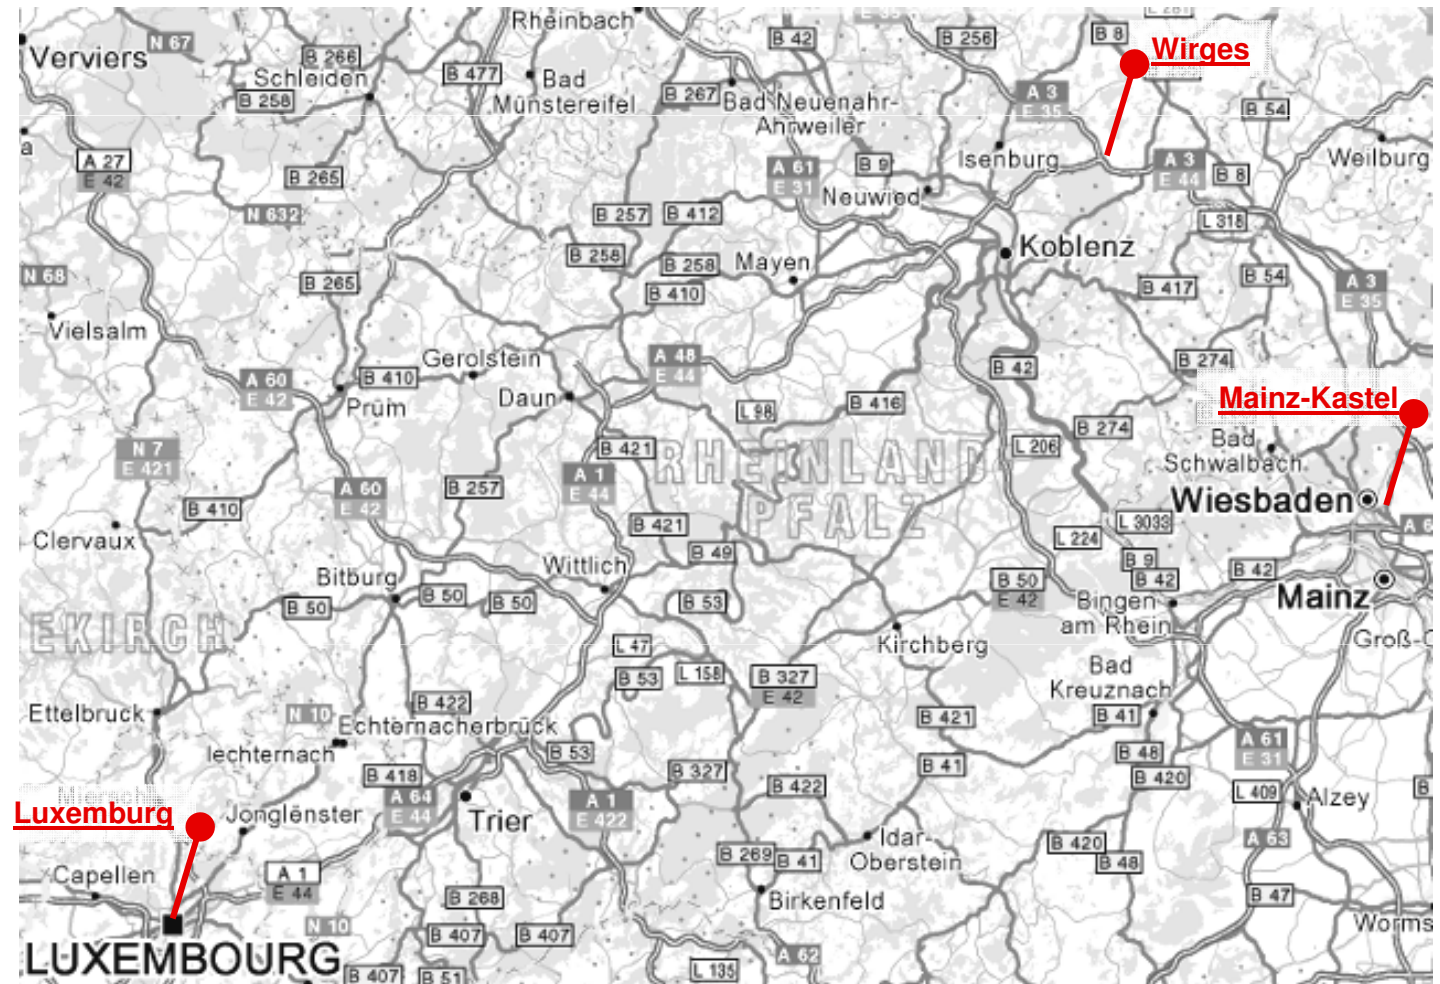 Rheinbach
E 35
B 42
B 256
B 8
L 281
Wirges
Verviers
N 67
B 266
Schleiden
B 477
Bad
Münstereifel
B 258
B 267
Bad Neuenahr-
Ahrweiler
A 3
E 35
B 54
A 27
E 42
B 265
A 61
E 31
B 9
Isenburg
A 3
E 44
B 8
Weilburg
Neuwied
N 632
B 257
B 412
L 318
Koblenz
N 68
B 265
B 258
B 258
Mayen
B 410
B 417
B 54
A 3
E 35
Vielsalm
Gerolstein
A 48
E 44
B 42
B 274
A 60
E 42
B 410
Prüm
Daun
L 98
B 416
Mainz-Kastel
B 274
N 7
E 421
B 421
RHEINLAND
PFALZ
L 206
Bad
Schwalbach
A 60
E 42
B 257
A 1
E 44
Wiesbaden
B 410
B 421
L 3033
A 6
Clervaux
B 49
L 224
B 9
B 42
B 42
Bitburg
Wittlich
B 50
B 50
B 50
B 53
B 50
E 42
Bingen
am Rhein
Mainz
EKIRCH
L 47
Kirchberg
Groß-G
B 53
L 158
B 327
E 42
Bad
Kreuznach
Ettelbruck
N 10
B 422
Echternacherbrück
B 421
B 41
Iechternach
B 53
B 48
A 61
E 31
B 418
B 327
B 422
B 41
B 420
L 409
Alzey
B
Miersch
Luxemburg
Jonglënster
A 64
E 44
Trier
A 1
E 422
Idar-
Oberstein
A 63
Capellen
A 1
E 44
B 269
B 41
B 420
B 48
B 268
Birkenfeld
B 47
N 10
B 407
B 407
Worms
LUXEMBOURG
B 407
B 51
L 135
A 62